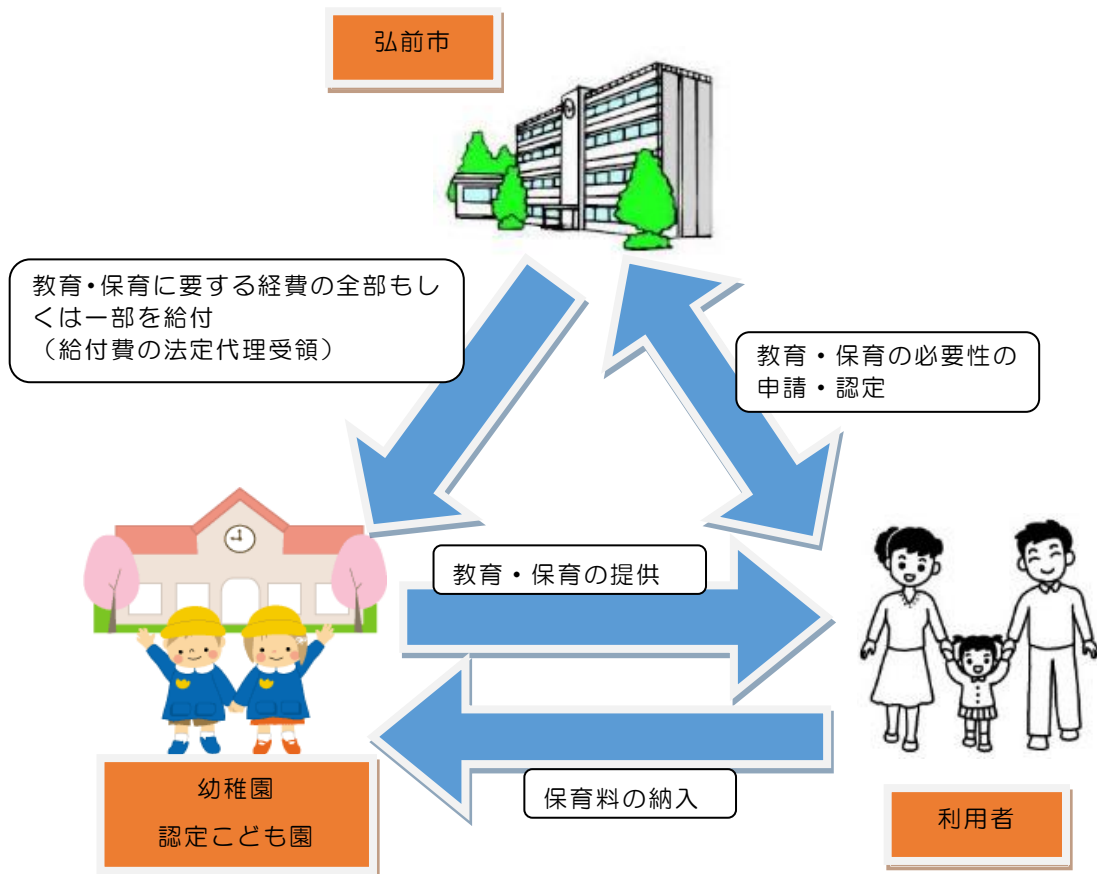 弘前市
教育・保育に要する経費の全部もし
くは一部を給付
（給付費の法定代理受領）
教育・保育の必要性の
申請・認定
教育・保育の提供
保育料の納入
幼稚園
認定こども園
利用者